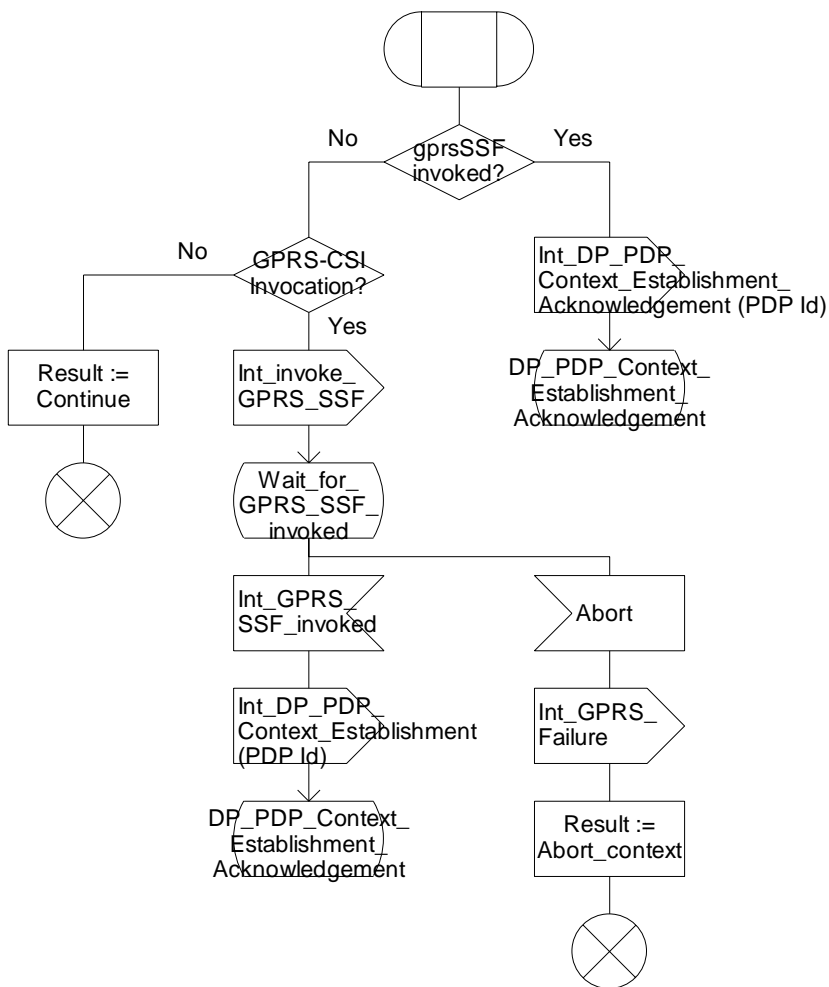 No
gprsSSF
invoked?
Yes
No
GPRS-CSI
Invocation?
Yes
Int_DP_PDP_
Context_Establishment_
Acknowledgement (PDP Id)
Result :=
Continue
Int_invoke_
GPRS_SSF
DP_PDP_Context_
Establishment_
Acknowledgement
Wait_for_
GPRS_SSF_
invoked
Int_GPRS_
SSF_invoked
Abort
Int_DP_PDP_
Context_Establishment
(PDP Id)
Int_GPRS_
Failure
DP_PDP_Context_
Establishment_
Acknowledgement
Result :=
Abort_context